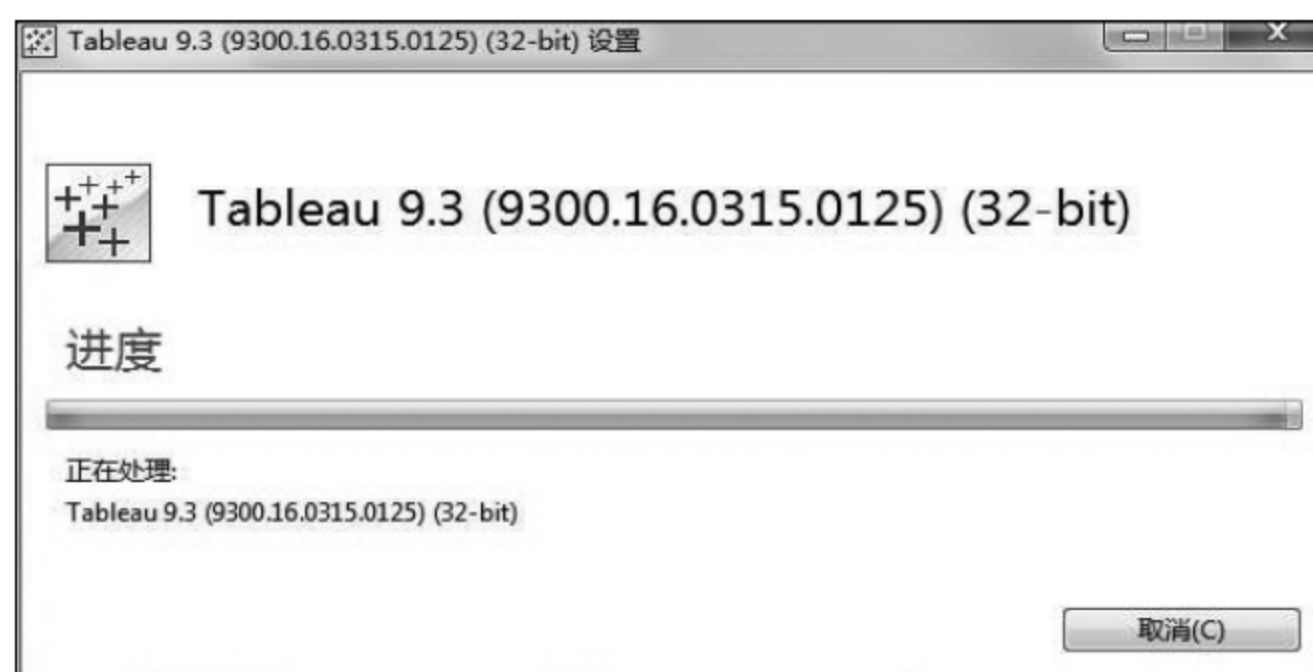 Tableau 9.3 (9300.16.0315.0125) (32-bit) 设置
Tableau 9.3 (9300.16.0315.0125) (32-bit)
进度
正在处理:
Tableau 9.3 (9300.16.0315.0125) (32-bit)
取消(C)